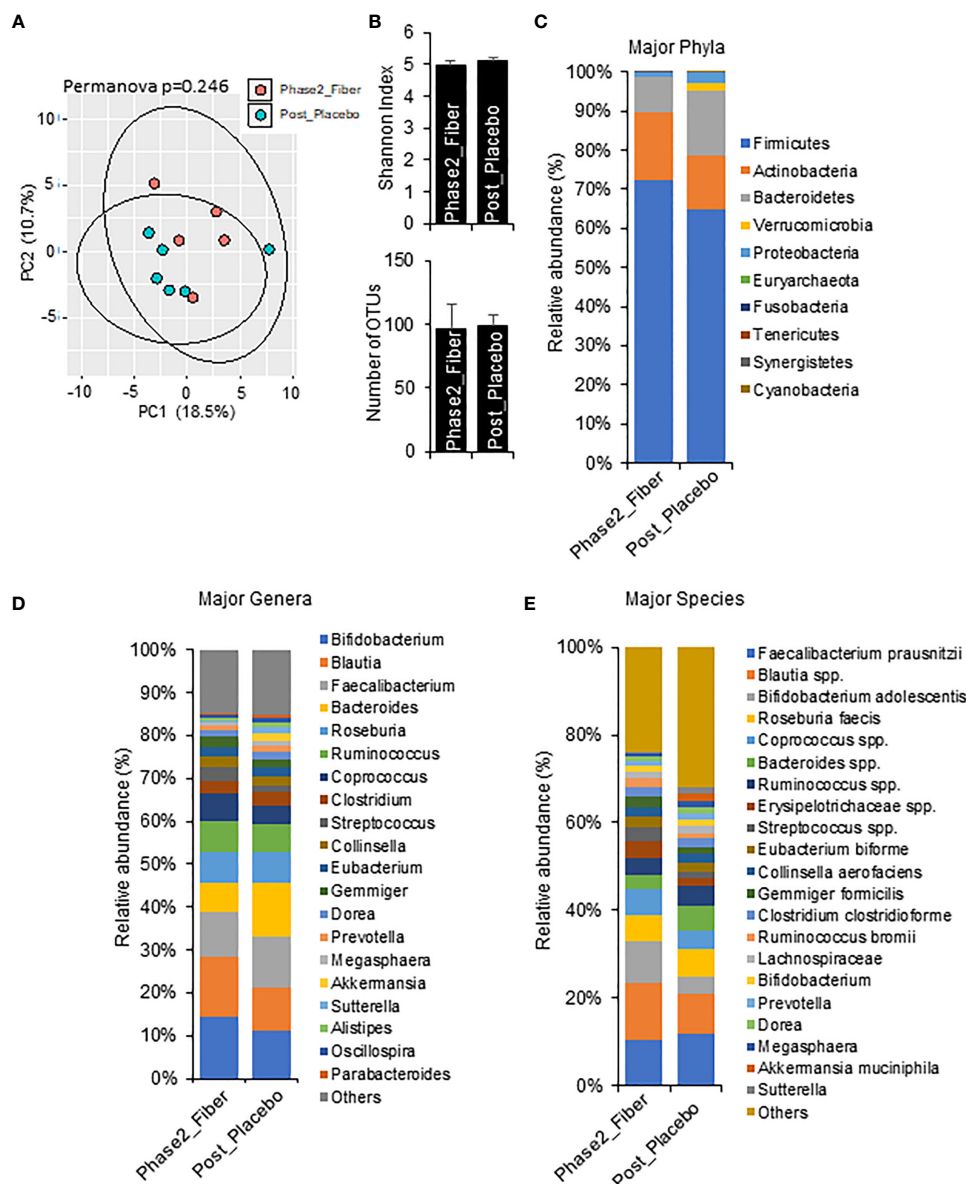 A
Permanova p=0.246
Phase2_Fiber
Post_Placebo
PC2 (10.7%)
10
5
0
-5
-10
-5
0
5
10
PC1 (18.5%)
B
Shannon Index
6
5
4
3
2
1
0
Phase2_Fiber
Post_Placebo
Number of OTUs
150
100
50
0
Phase2_Fiber
Post_Placebo
C
Major Phyla
Relative abundance (%)
100%
90%
80%
70%
60%
50%
40%
30%
20%
10%
0%
Phase2_Fiber
Post_Placebo
Firmicutes
Actinobacteria
Bacteroidetes
Verrucomicrobia
Proteobacteria
Euryarchaeota
Fusobacteria
Tenericutes
Synergistetes
Cyanobacteria
D
Major Genera
Relative abundance (%)
100%
90%
80%
70%
60%
50%
40%
30%
20%
10%
0%
Phase2_Fiber
Post_Placebo
Bifidobacterium
Blautia
Faecalibacterium
Bacteroides
Roseburia
Ruminococcus
Coprococcus
Clostridium
Streptococcus
Collinsella
Eubacterium
Gemmiger
Dorea
Prevotella
Megasphaera
Akkermansia
Sutterella
Alistipes
Oscillospira
Parabacteroides
Others
E
Major Species
Relative abundance (%)
100%
80%
60%
40%
20%
0%
Phase2_Fiber
Post_Placebo
Faecalibacterium prausnitzii
Blautia spp.
Bifidobacterium adolescentis
Roseburia faecis
Coprococcus spp.
Bacteroides spp.
Ruminococcus spp.
Erysipelotrichaceae spp.
Streptococcus spp.
Eubacterium biforme
Collinsella aerofaciens
Gemmiger formicilis
Clostridium clostridioforme
Ruminococcus bromii
Lachnospiraceae
Bifidobacterium
Prevotella
Dorea
Megasphaera
Akkermansia muciniphila
Sutterella
Others